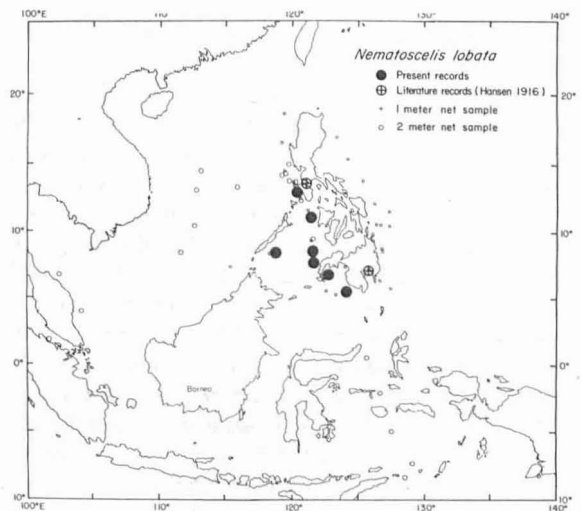 100°E 110° 120° 130° 140°
Nematoscelis lobata
Present records
Literature records (Hansen 1916)
1 meter net sample
2 meter net sample
20° 20°
10° 10°
0° 0°
Borneo
10° 10°
100°E 110° 120° 130° 140°